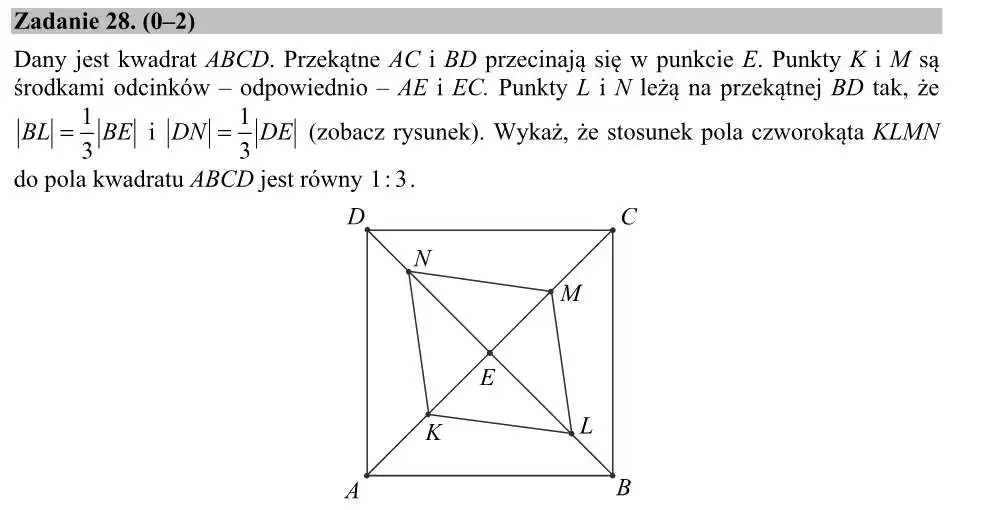 Zadanie 28. (0–2)
Dany jest kwadrat ABCD. Przekątne AC i BD przecinają się w punkcie E. Punkty K i M są
środkami odcinków – odpowiednio – AE i EC. Punkty L i N leżą na przekątnej BD tak, że
|BL| = 1/3 |BE| i |DN| = 1/3 |DE| (zobacz rysunek). Wykaż, że stosunek pola czworokąta KLMN
do pola kwadratu ABCD jest równy 1:3.
D
C
N
M
E
K
L
A
B